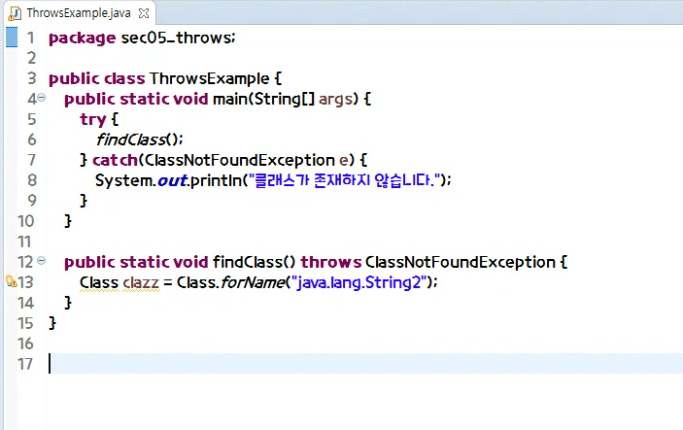 ThrowsExample.java
1 package sec05_throws;
2
3 public class ThrowsExample {
4 public static void main(String[] args) {
5 try {
6 findClass();
7 } catch(ClassNotFoundException e) {
8 System.out.println("클래스가 존재하지 않습니다.");
9 }
10 }
11
12 public static void findClass() throws ClassNotFoundException {
13 Class clazz = Class.forName("java.lang.String2");
14 }
15 }
16
17